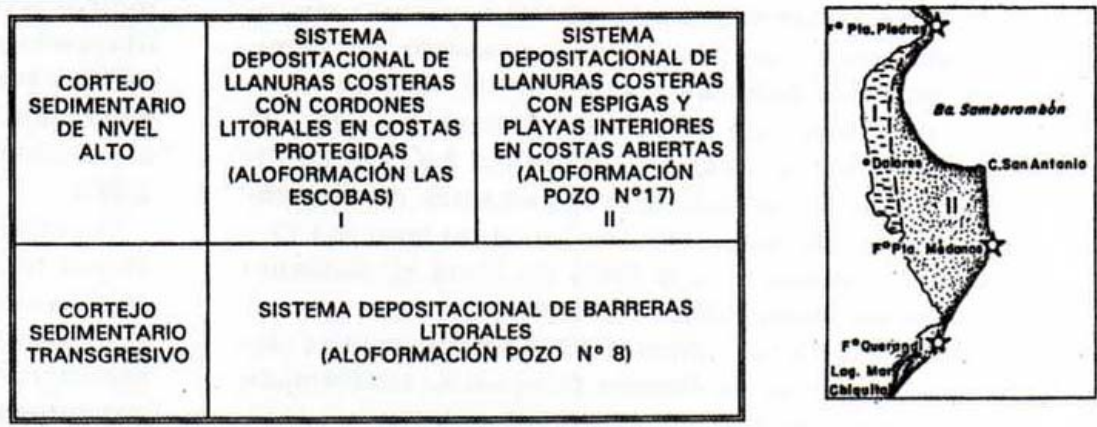 CORTEJO
SEDIMENTARIO
DE NIVEL
ALTO
SISTEMA
DEPOSITACIONAL DE
LLANURAS COSTERAS
CON CORDONES
LITORALES EN COSTAS
PROTEGIDAS
(ALOFORMACIÓN LAS
ESCOBAS)
I
SISTEMA
DEPOSITACIONAL DE
LLANURAS COSTERAS
CON ESPIGAS Y
PLAYAS INTERIORES
EN COSTAS ABIERTAS
(ALOFORMACIÓN
POZO Nº17)
II
CORTEJO
SEDIMENTARIO
TRANSGRESIVO
SISTEMA DEPOSITACIONAL DE BARRERAS
LITORALES
(ALOFORMACIÓN POZO Nº 8)
Fº Pta. Piedras
Ba. Samborombón
I
Dolores
C. San Antonio
II
Fº Pta. Médanos
Fº Querandí
Lag. Mar
Chiquita